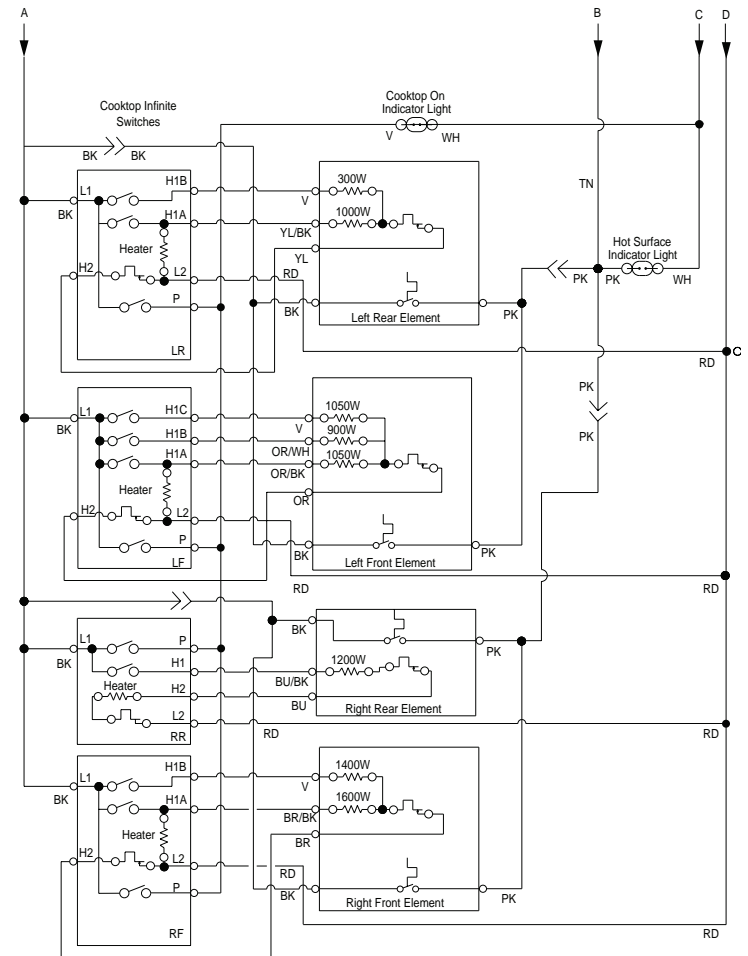 A
B
C
D
Cooktop Infinite
Switches
Cooktop On
Indicator Light
V
WH
BK
BK
TN
Hot Surface
Indicator Light
PK
PK
WH
L1
BK
H1B
H1A
Heater
H2
L2
P
LR
V
YL/BK
YL
RD
BK
300W
1000W
Left Rear Element
PK
RD
PK
PK
L1
BK
H1C
H1B
H1A
Heater
H2
L2
P
LF
V
OR/WH
OR/BK
OR
BK
1050W
900W
1050W
Left Front Element
PK
RD
RD
L1
BK
P
H1
Heater
H2
L2
RR
BK
BU/BK
BU
RD
1200W
Right Rear Element
PK
RD
L1
BK
H1B
H1A
Heater
H2
L2
P
RF
V
BR/BK
BR
RD
BK
1400W
1600W
Right Front Element
PK
RD